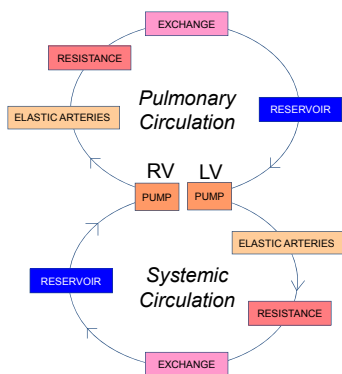 EXCHANGE
RESISTANCE
Pulmonary
Circulation
ELASTIC ARTERIES
RESERVOIR
RV LV
PUMP PUMP
ELASTIC ARTERIES
Systemic
Circulation
RESERVOIR
RESISTANCE
EXCHANGE